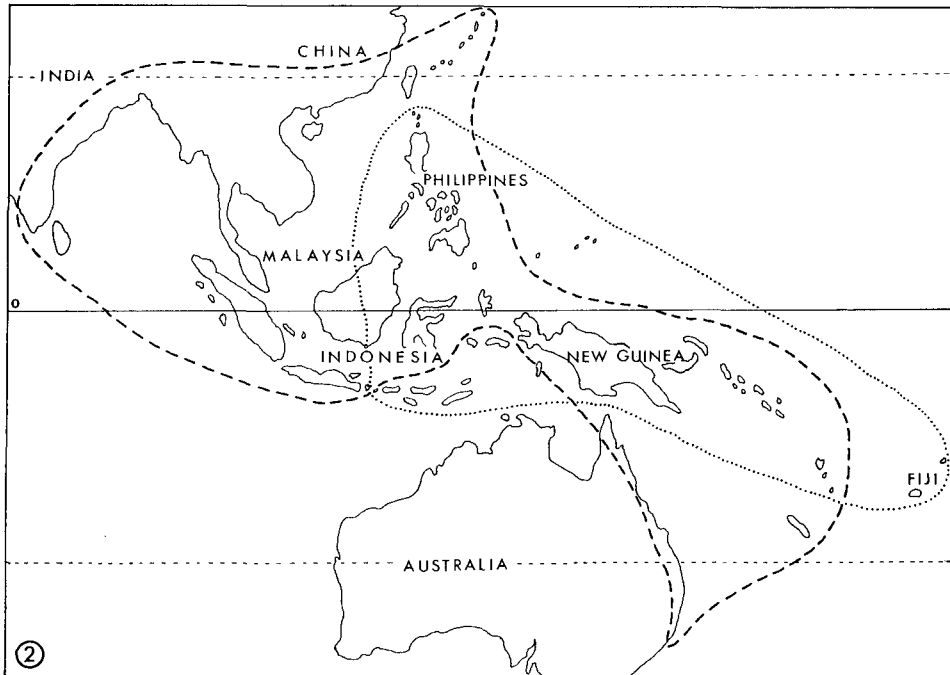 CHINA
INDIA
PHILIPPINES
MALAYSIA
0
INDONESIA
NEW GUINEA
FIJI
AUSTRALIA
2